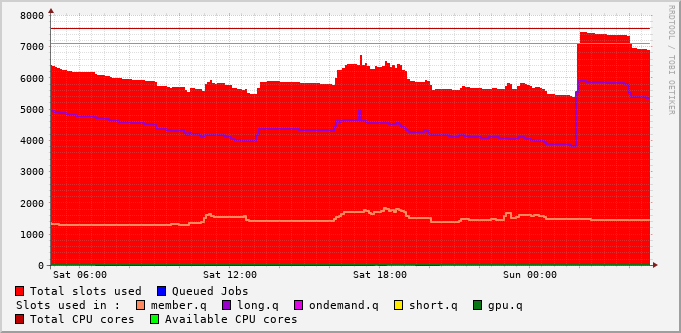 8000
7000
6000
5000
4000
3000
2000
1000
0
Sat 06:00 Sat 12:00 Sat 18:00 Sun 00:00
RRDTOOL / TOBI OETIKER
Total slots used Queued Jobs
Slots used in : member.q long.q ondemand.q short.q gpu.q
Total CPU cores Available CPU cores